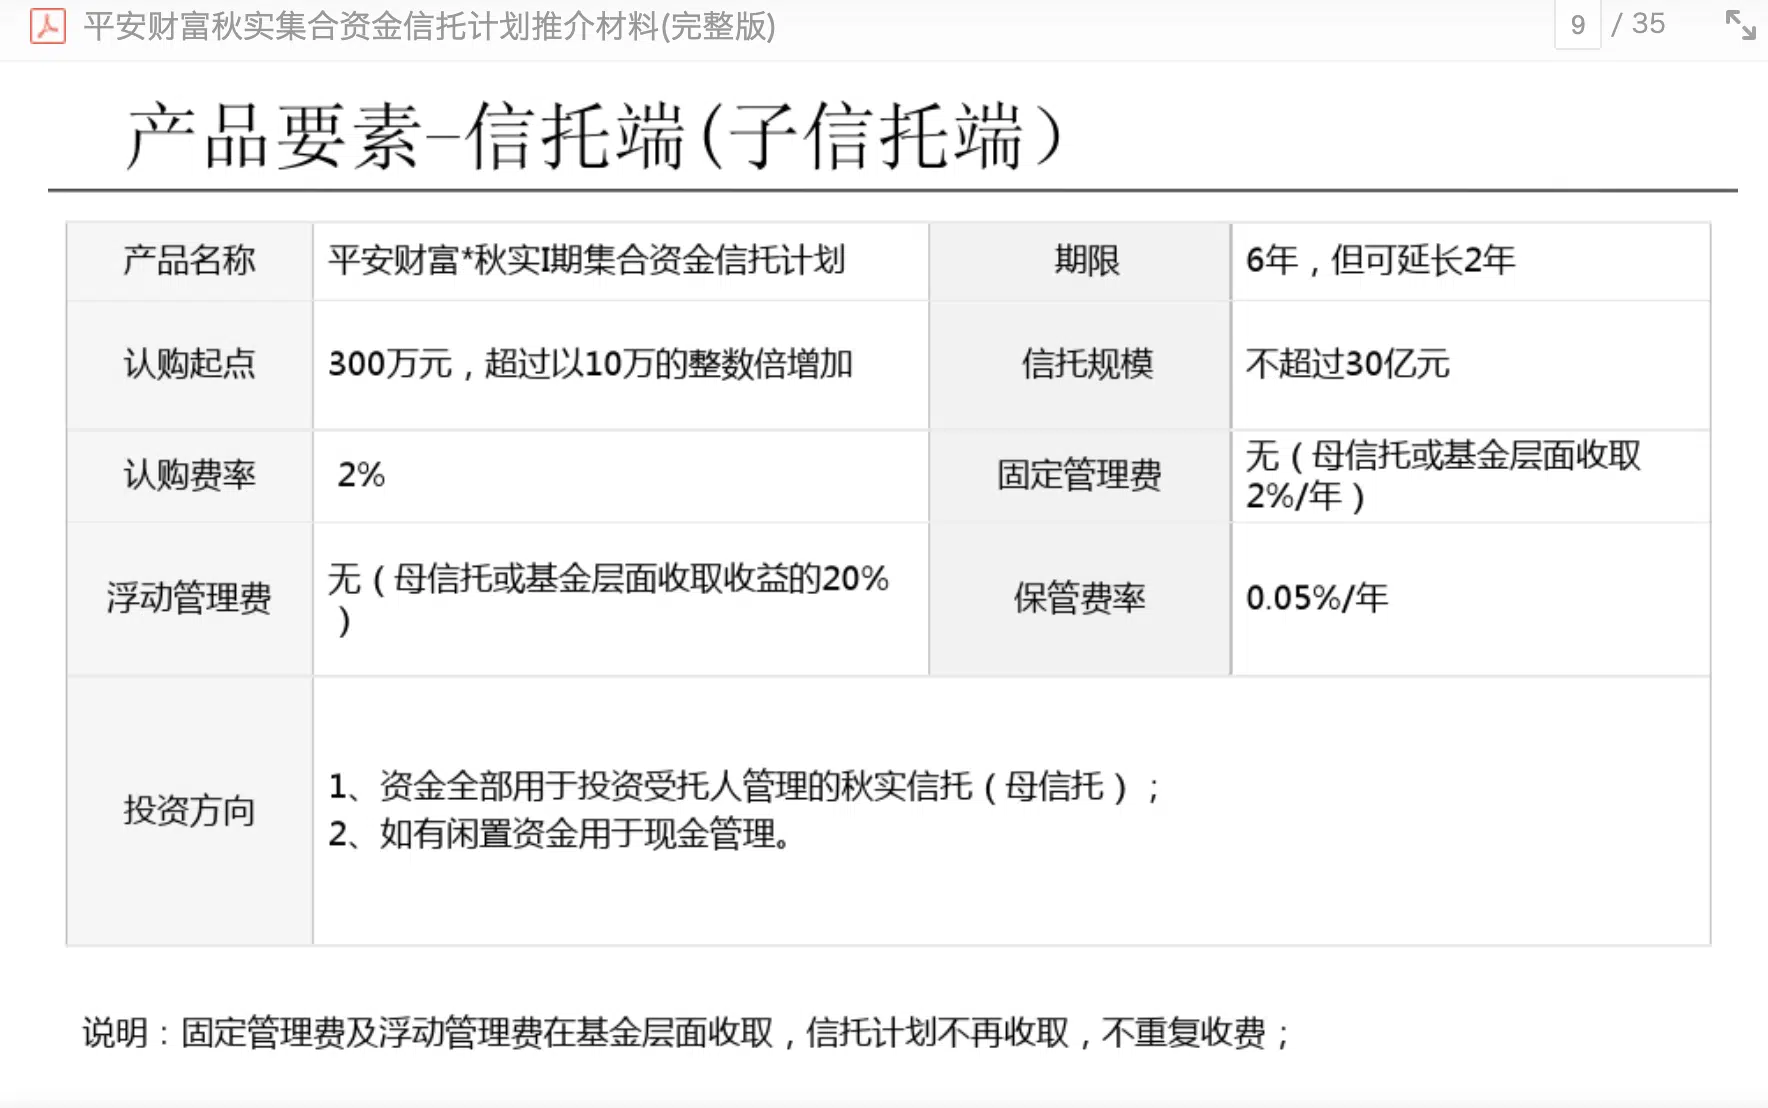 平安财富秋实集合资金信托计划推介材料(完整版)
9 / 35
产品要素-信托端(子信托端)
产品名称
平安财富*秋实I期集合资金信托计划
期限
6年，但可延长2年
认购起点
300万元，超过以10万的整数倍增加
信托规模
不超过30亿元
认购费率
2%
固定管理费
无（母信托或基金层面收取
2%/年）
浮动管理费
无（母信托或基金层面收取收益的20%
）
保管费率
0.05%/年
投资方向
1、资金全部用于投资受托人管理的秋实信托（母信托）；
2、如有闲置资金用于现金管理。
说明：固定管理费及浮动管理费在基金层面收取，信托计划不再收取，不重复收费；